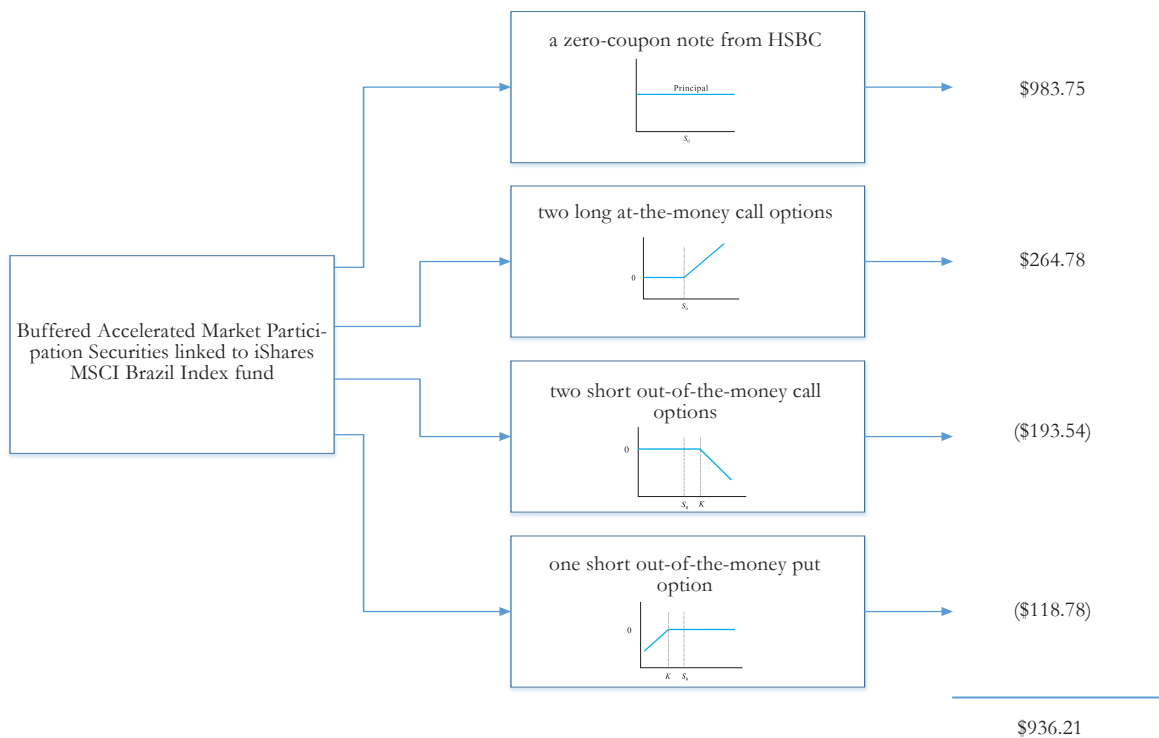 Buffered Accelerated Market Partici-
pation Securities linked to iShares
MSCI Brazil Index fund
a zero-coupon note from HSBC
Principal
S₀
$983.75
two long at-the-money call options
0
S₀
$264.78
two short out-of-the-money call
options
0
S₀ K
($193.54)
one short out-of-the-money put
option
0
K S₀
($118.78)
$936.21